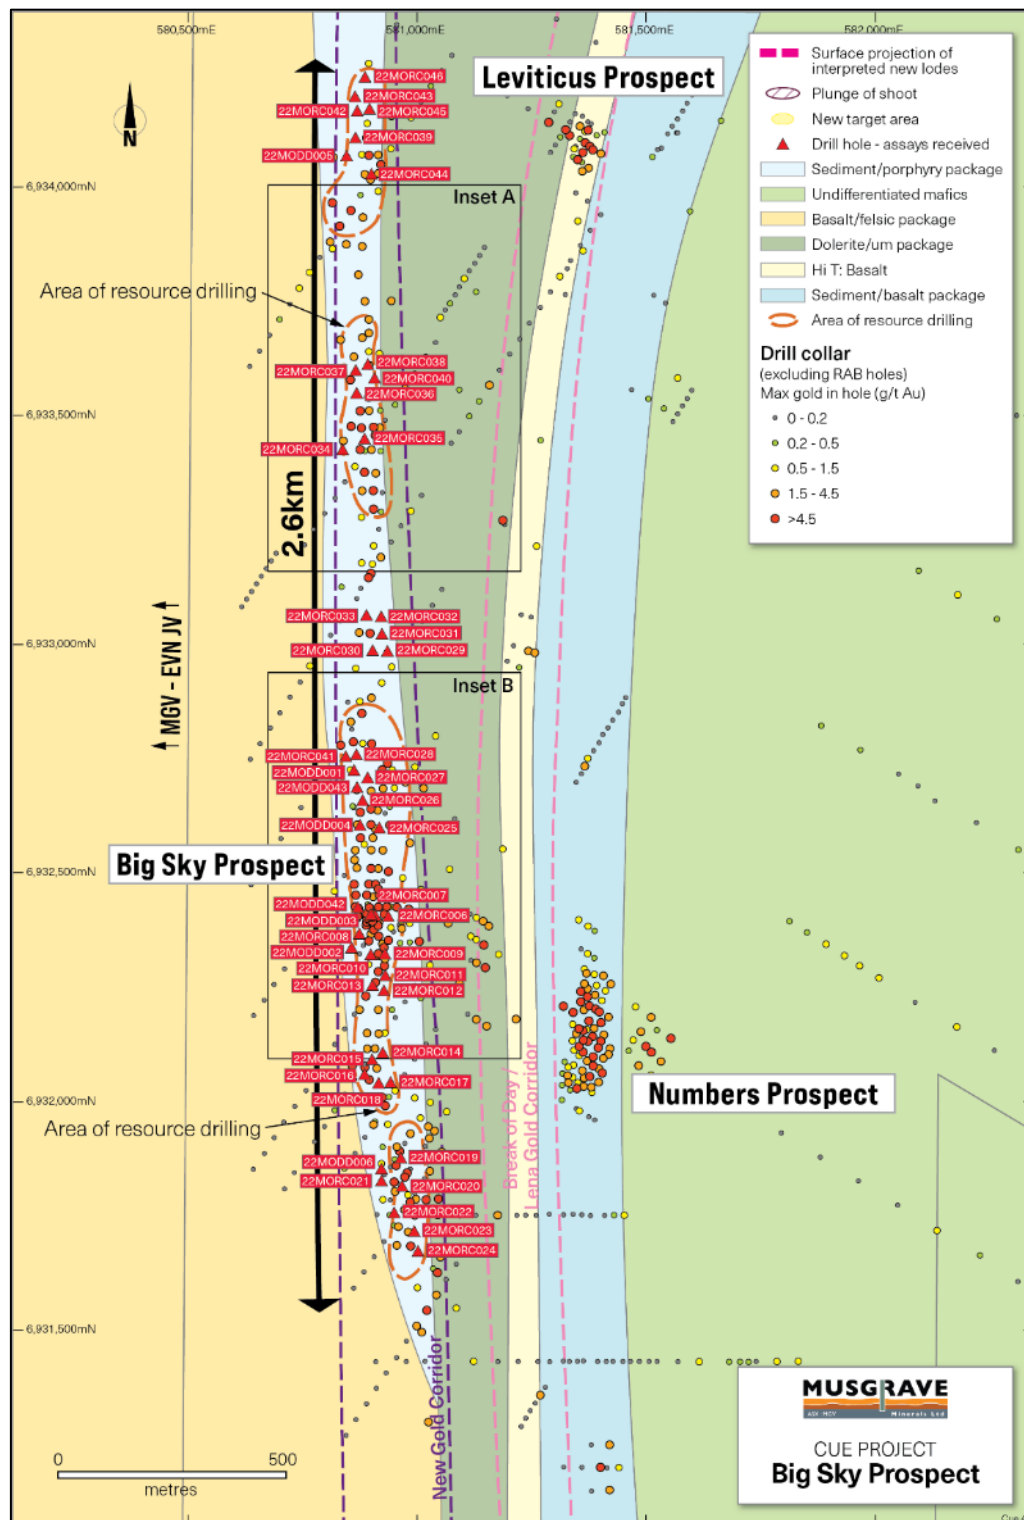 580,500mE
581,000mE
581,500mE
582,000mE
Leviticus Prospect
Surface projection of
interpreted new lodes
Plunge of shoot
New target area
Drill hole - assays received
Sediment/porphyry package
Undifferentiated mafics
Basalt/felsic package
Dolerite/um package
Hi T: Basalt
Sediment/basalt package
Area of resource drilling
Drill collar
(excluding RAB holes)
Max gold in hole (g/t Au)
0 - 0.2
0.2 - 0.5
0.5 - 1.5
1.5 - 4.5
>4.5
N
22MORC046
22MORC043
22MORC042
22MORC045
22MORC039
22MODD005
22MORC044
6,934,000mN
Inset A
Area of resource drilling
22MORC038
22MORC037
22MORC040
22MORC036
6,933,500mN
22MORC035
22MORC034
2.6km
22MORC033
22MORC032
22MORC031
22MORC030
22MORC029
6,933,000mN
MGV - EVN JV
Inset B
22MORC041
22MORC028
22MODD001
22MORC027
22MODD043
22MORC026
22MODD004
22MORC025
Big Sky Prospect
6,932,500mN
22MORC007
22MODD042
22MORC006
22MODD003
22MORC008
22MODD002
22MORC009
22MORC010
22MORC011
22MORC013
22MORC012
22MORC014
22MORC015
22MORC016
22MORC017
22MORC018
6,932,000mN
Numbers Prospect
Break of Day /
Lena Gold Corridor
Area of resource drilling
22MORC019
22MODD006
22MORC021
22MORC020
22MORC022
22MORC023
22MORC024
6,931,500mN
New Gold Corridor
0
500
metres
MUSGRAVE
ASX: MGV
Minerals Ltd
CUE PROJECT
Big Sky Prospect